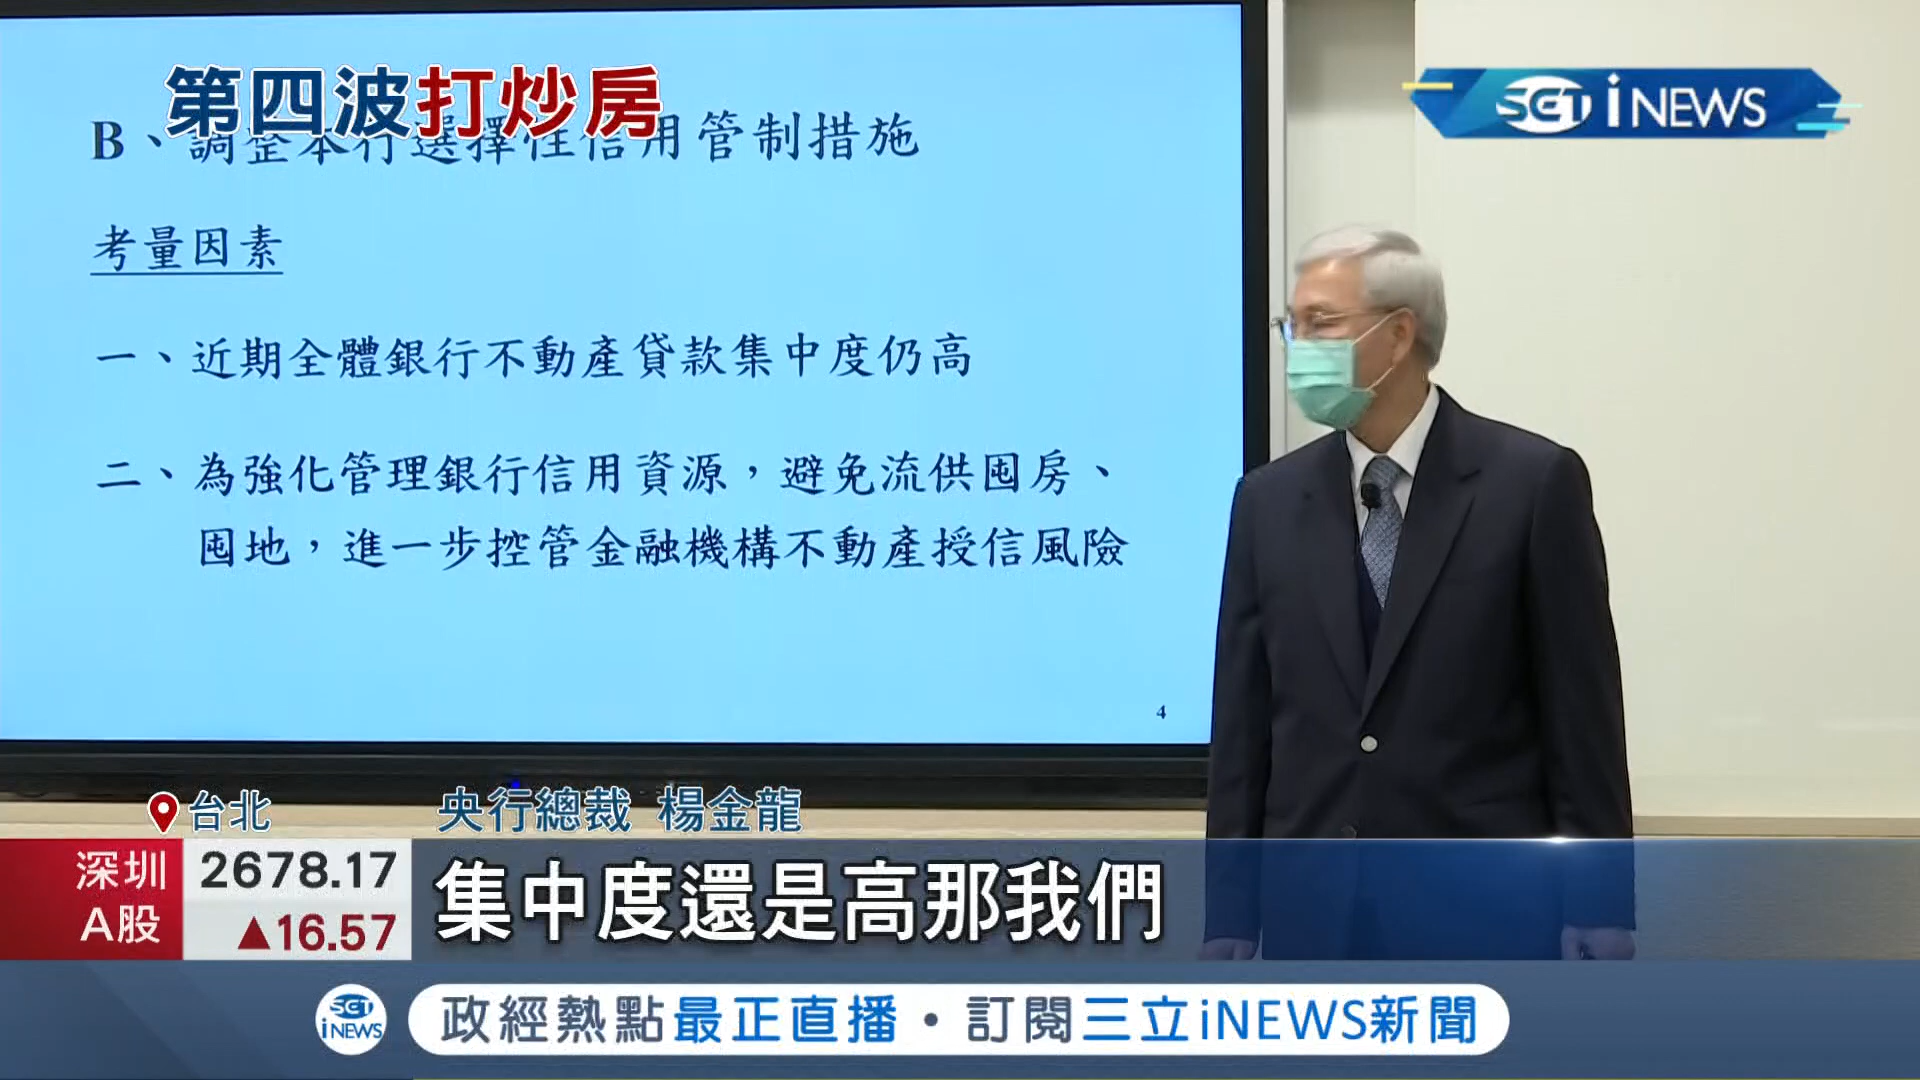 第四波打炒房
SET iNEWS
B、調整本行選擇性信用管制措施
考量因素
一、近期全體銀行不動產貸款集中度仍高
二、為強化管理銀行信用資源，避免流供囤房、
囤地，進一步控管金融機構不動產授信風險
4
台北
央行總裁 楊金龍
深圳 2678.17
A股 ▲16.57
集中度還是高那我們
SET iNEWS
政經熱點最正直播・訂閱三立iNEWS新聞